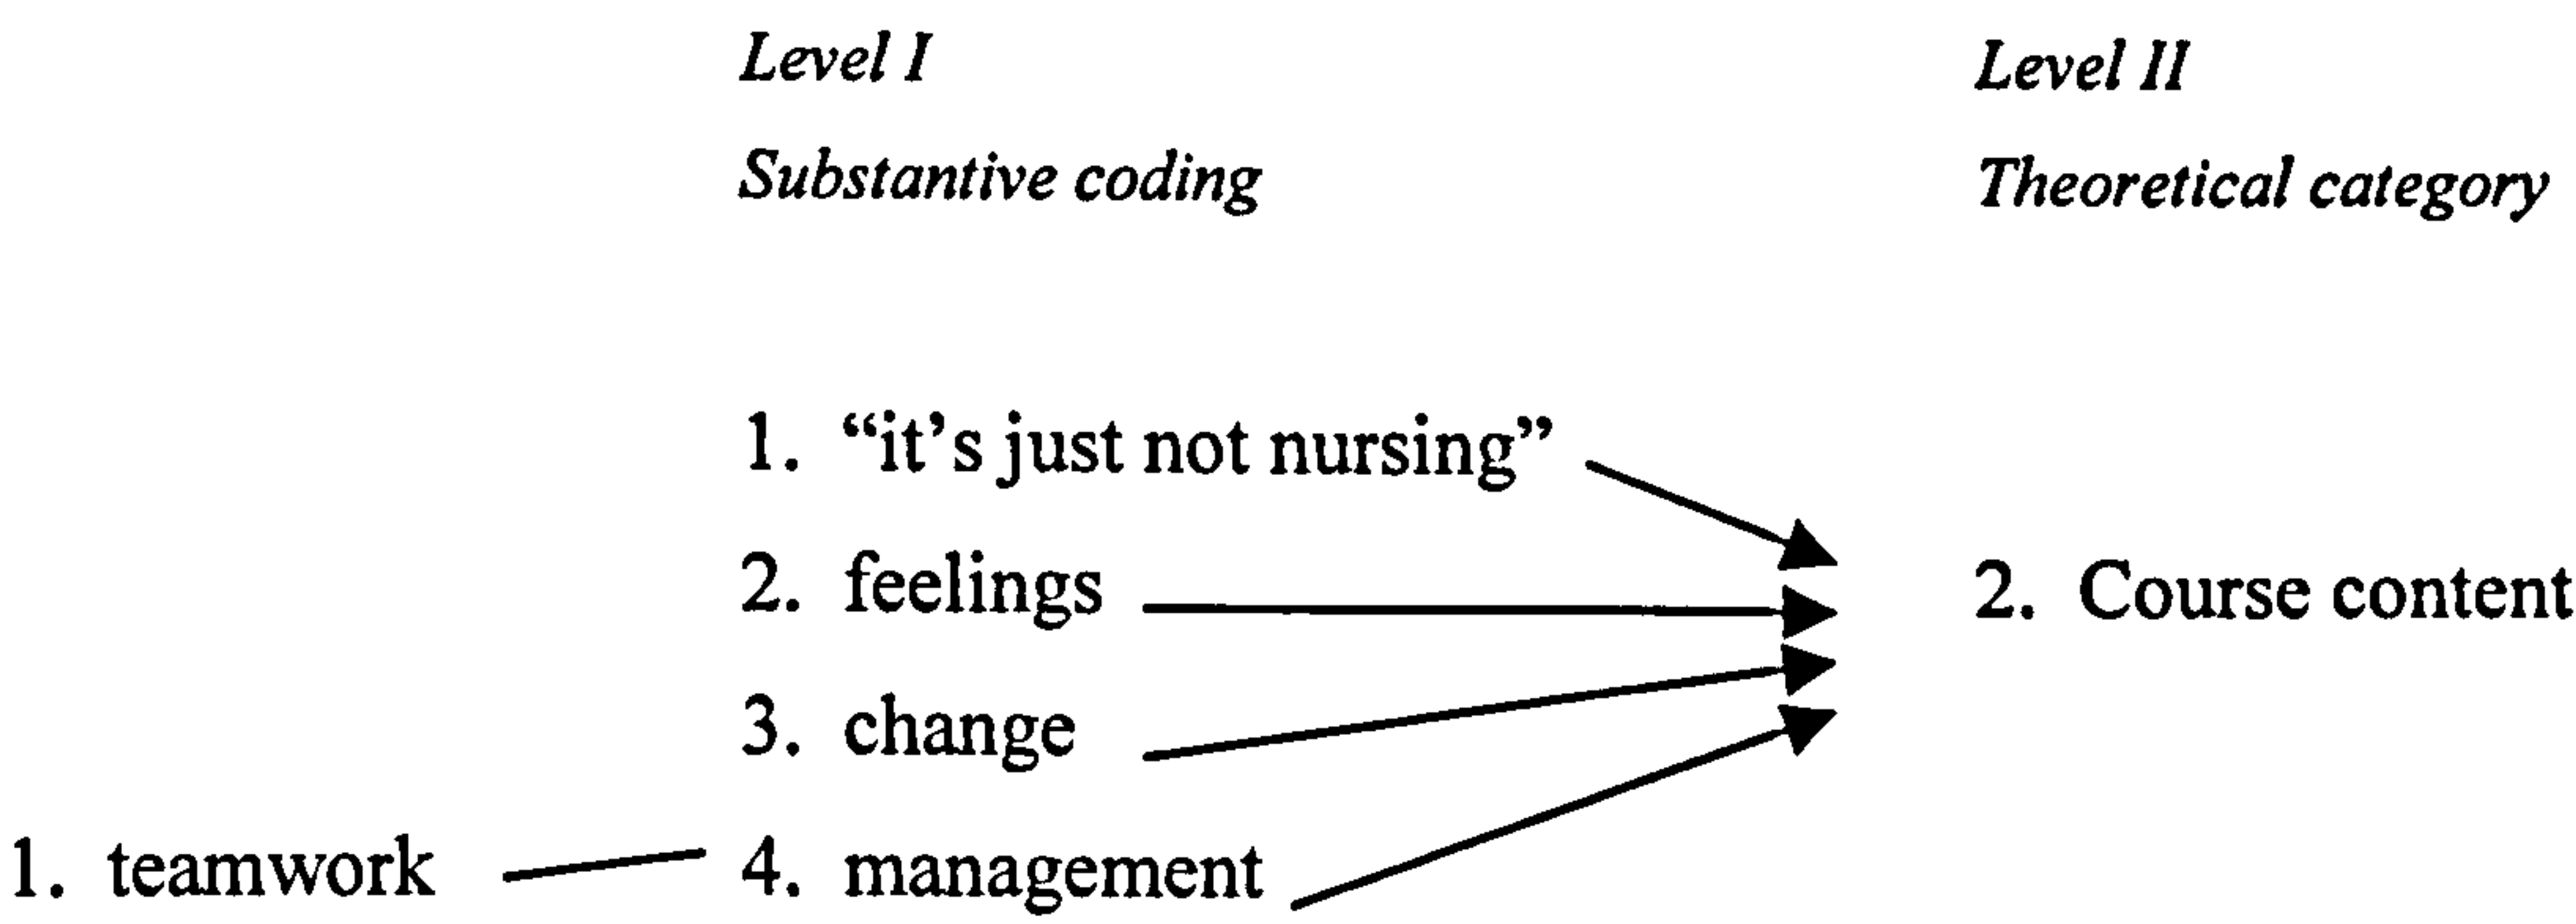 Level I
Level II
Substantive coding
Theoretical category
1. “it’s just not nursing”
2. feelings
2. Course content
3. change
1. teamwork
4. management